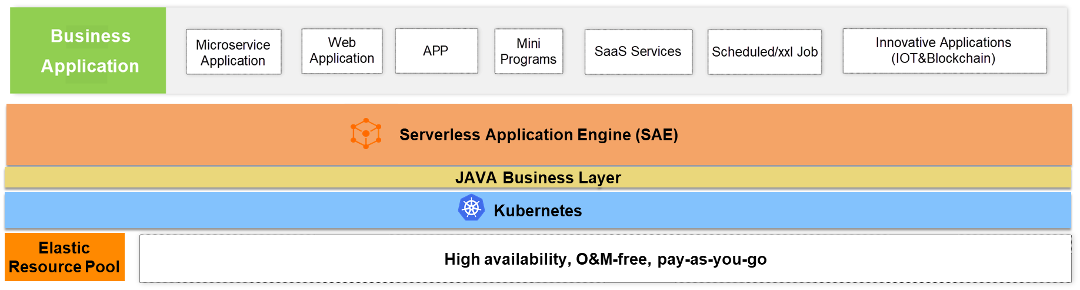 Business
Application
Microservice
Application
Web
Application
APP
Mini
Programs
SaaS Services
Scheduled/xxl Job
Innovative Applications
(IOT&Blockchain)
Serverless Application Engine (SAE)
JAVA Business Layer
Kubernetes
Elastic
Resource Pool
High availability, O&M-free, pay-as-you-go